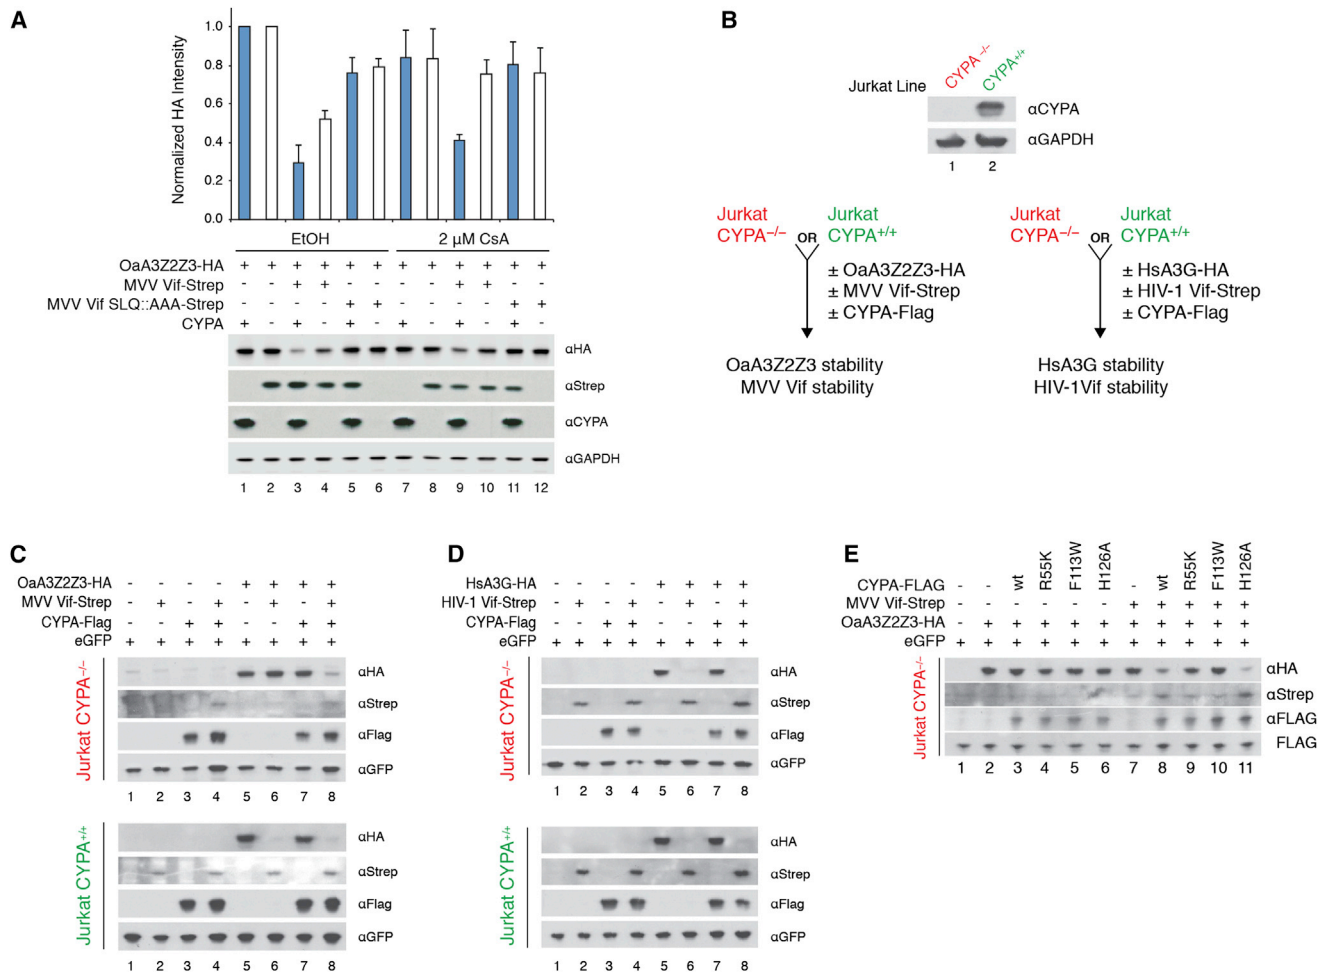 A
Normalized HA Intensity
1.0
0.8
0.6
0.4
0.2
0.0
EtOH 2 µM CsA
OaA3Z2Z3-HA + + + + + + + + + + + +
MVV Vif-Strep + + + +
MVV Vif SLQ::AAA-Strep + + + +
CYPA + - + - + - + - + - + -
αHA
αStrep
αCYPA
αGAPDH
1 2 3 4 5 6 7 8 9 10 11 12
B
Jurkat Line CYPA–/– CYPA+/+
αCYPA
αGAPDH
1 2
Jurkat CYPA–/– OR Jurkat CYPA+/+
± OaA3Z2Z3-HA
± MVV Vif-Strep
± CYPA-Flag
OaA3Z2Z3 stability
MVV Vif stability
Jurkat CYPA–/– OR Jurkat CYPA+/+
± HsA3G-HA
± HIV-1 Vif-Strep
± CYPA-Flag
HsA3G stability
HIV-1Vif stability
C
OaA3Z2Z3-HA - - - - + + + +
MVV Vif-Strep - + - + - + - +
CYPA-Flag - - + + - - + +
eGFP + + + + + + + +
Jurkat CYPA–/–
αHA
αStrep
αFlag
αGFP
1 2 3 4 5 6 7 8
Jurkat CYPA+/+
αHA
αStrep
αFlag
αGFP
1 2 3 4 5 6 7 8
D
HsA3G-HA - - - - + + + +
HIV-1 Vif-Strep - + - + - + - +
CYPA-Flag - - + + - - + +
eGFP + + + + + + + +
Jurkat CYPA–/–
αHA
αStrep
αFlag
αGFP
1 2 3 4 5 6 7 8
Jurkat CYPA+/+
αHA
αStrep
αFlag
αGFP
1 2 3 4 5 6 7 8
E
CYPA-FLAG - - wt R55K F113W H126A - wt R55K F113W H126A
MVV Vif-Strep - - - - - - + + + + +
OaA3Z2Z3-HA - + + + + + + + + + +
eGFP + + + + + + + + + + +
Jurkat CYPA–/–
αHA
αStrep
αFLAG
FLAG
1 2 3 4 5 6 7 8 9 10 11